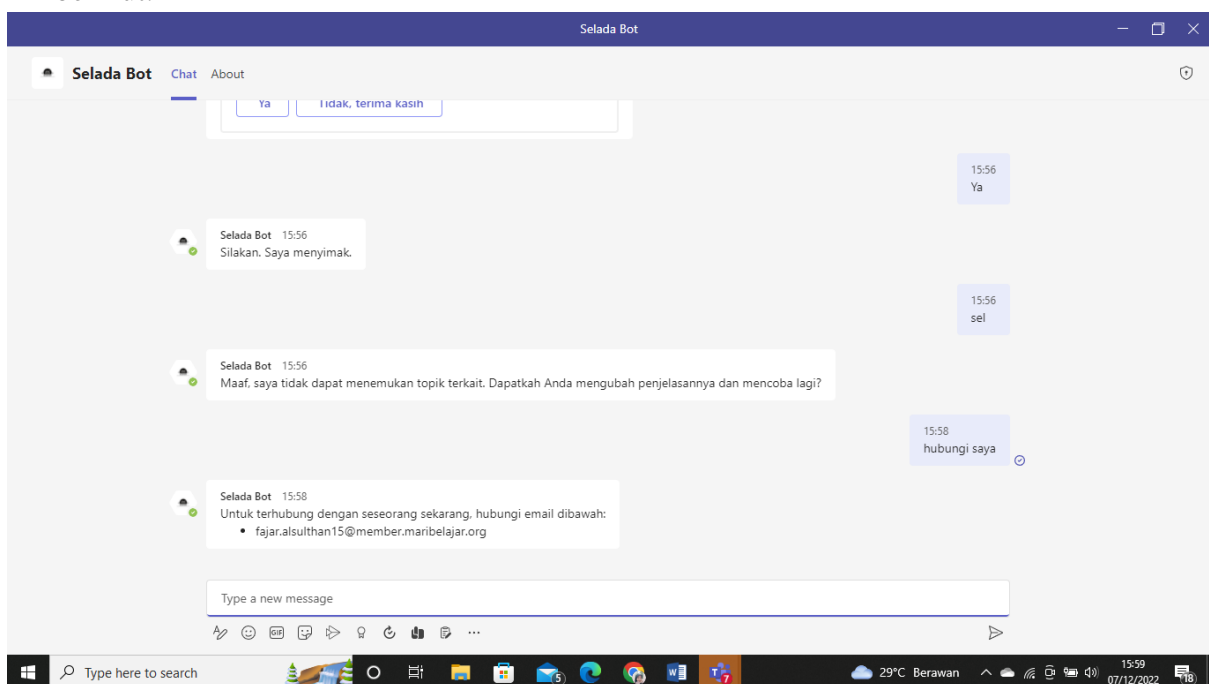 Selada Bot
Selada Bot Chat About
Ya Tidak, terima kasih
15:56
Ya
Selada Bot 15:56
Silakan. Saya menyimak.
15:56
sel
Selada Bot 15:56
Maaf, saya tidak dapat menemukan topik terkait. Dapatkah Anda mengubah penjelasannya dan mencoba lagi?
15:58
hubungi saya
Selada Bot 15:58
Untuk terhubung dengan seseorang sekarang, hubungi email dibawah:
• fajar.alsulthan15@member.maribelajar.org
Type a new message
GIF
Type here to search
5
7
29°C Berawan
15:59
07/12/2022
18